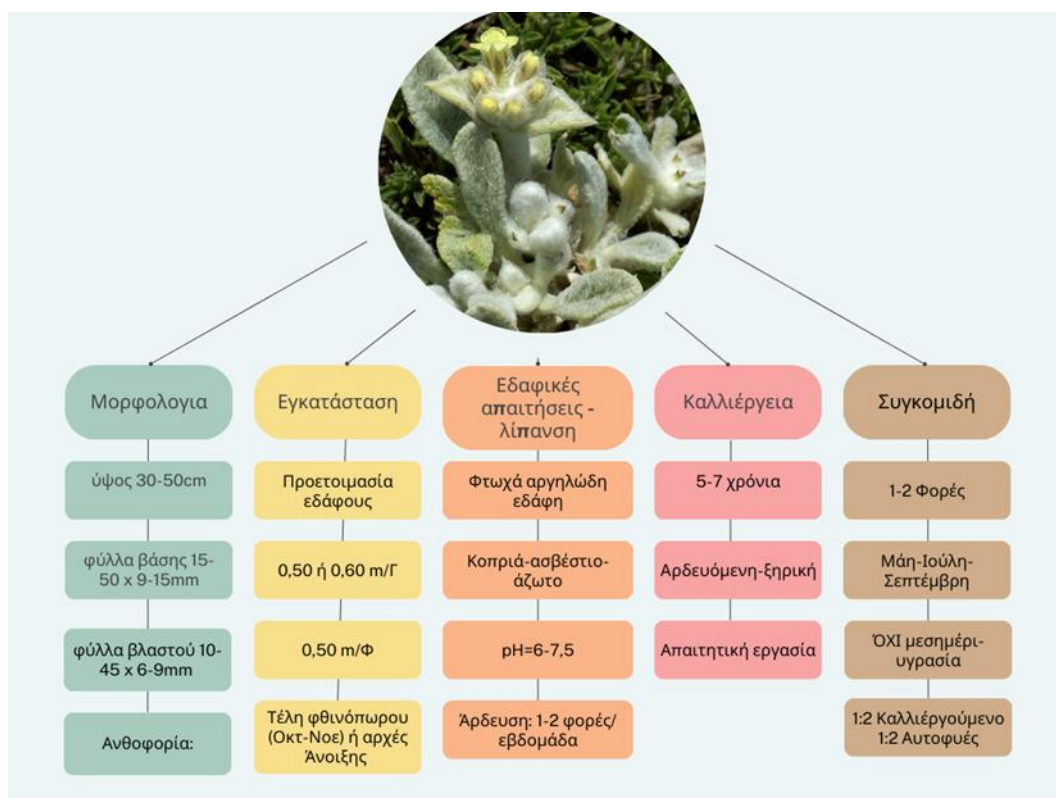 Μορφολογια
ύψος 30-50cm
φύλλα βάσης 15-
50 x 9-15mm
φύλλα βλαστού 10-
45 x 6-9mm
Ανθοφορία:
Εγκατάσταση
Προετοιμασία
εδάφους
0,50 ή 0,60 m/Γ
0,50 m/Φ
Τέλη φθινόπωρου
(Οκτ-Νοε) ή αρχές
Άνοιξης
Εδαφικές
απαιτήσεις -
λίπανση
Φτωχά αργηλώδη
εδάφη
Κοπριά-ασβέστιο-
άζωτο
pH=6-7,5
Άρδευση: 1-2 φορές/
εβδομάδα
Καλλιέργεια
5-7 χρόνια
Αρδευόμενη-ξηρική
Απαιτητική εργασία
Συγκομιδή
1-2 Φορές
Μάη-Ιούλη-
Σεπτέμβρη
ΌΧΙ μεσημέρι-
υγρασία
1:2 Καλλιέργούμενο
1:2 Αυτοφυές